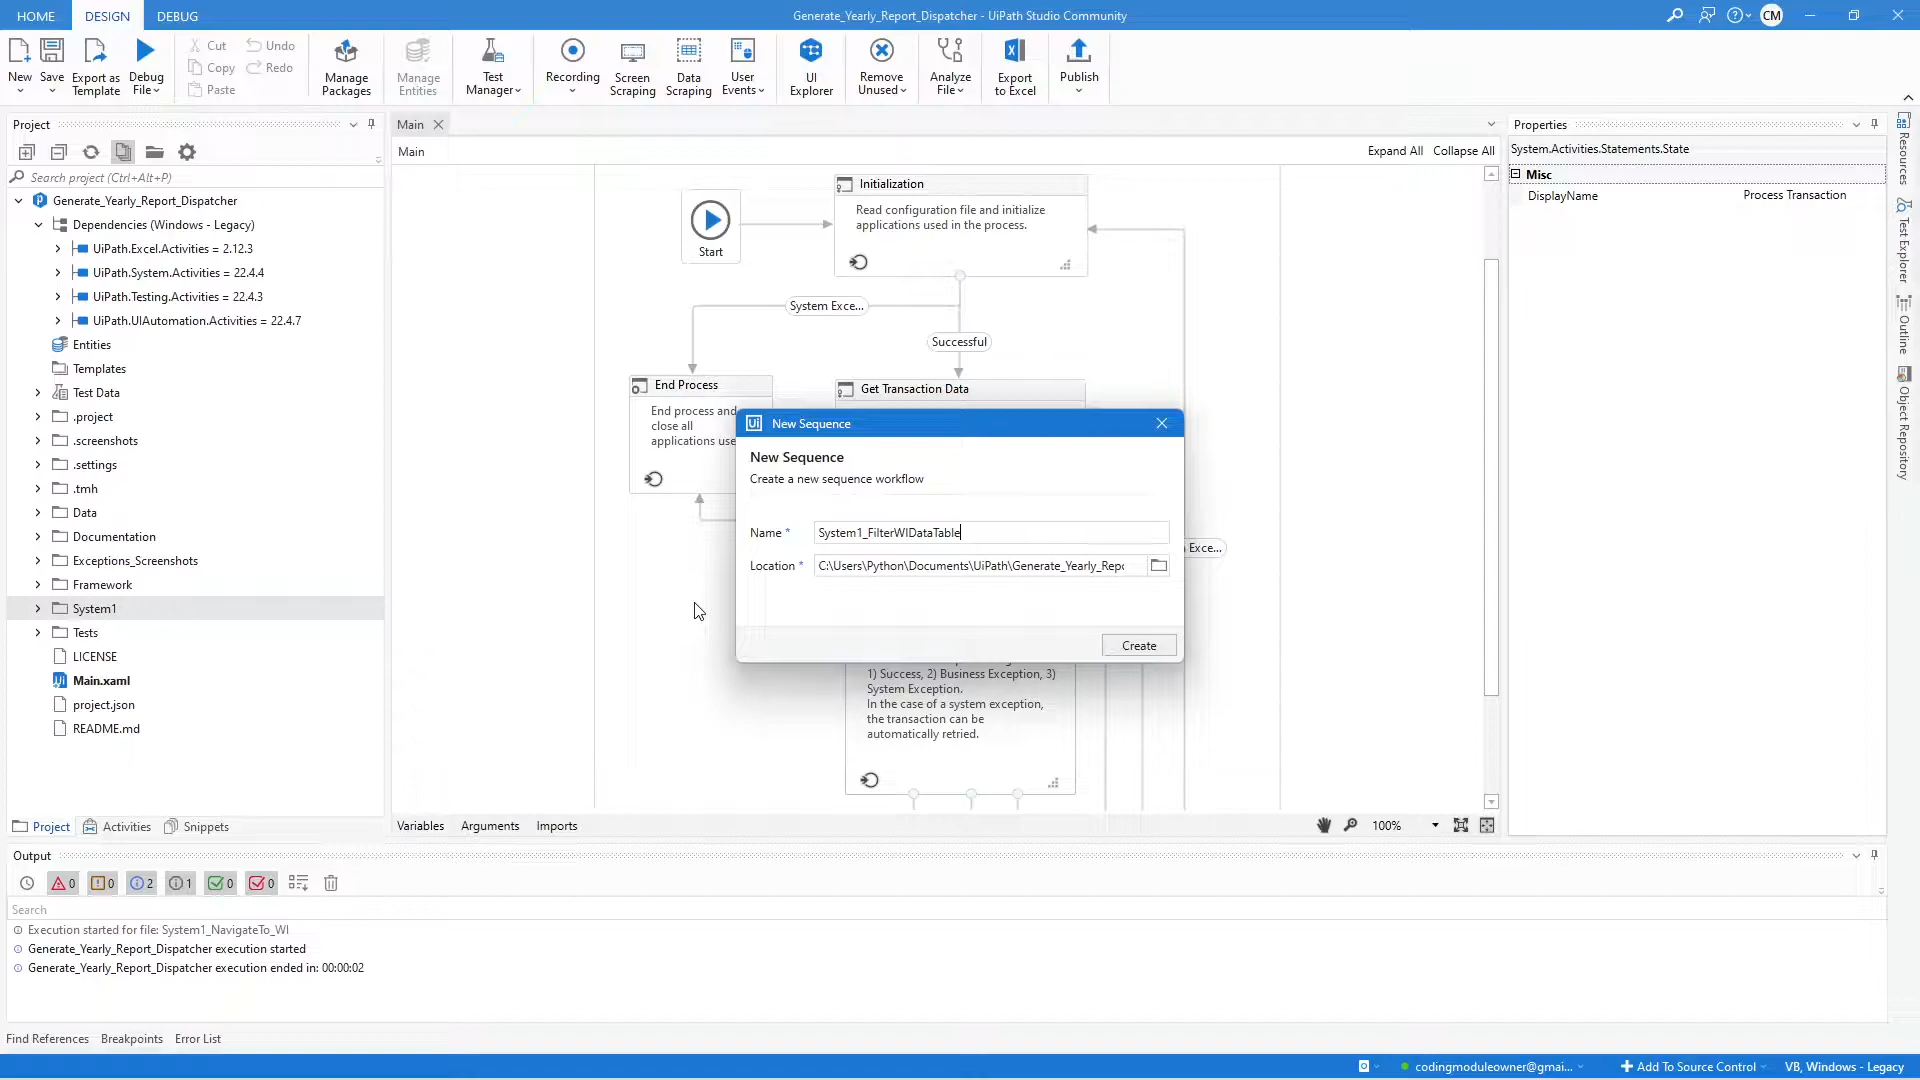 HOME
DESIGN
DEBUG
Generate_Yearly_Report_Dispatcher - UiPath Studio Community
CM
New
Save
Export as
Template
Debug
File
Cut
Copy
Paste
Undo
Redo
Manage
Packages
Manage
Entities
Test
Manager
Recording
Screen
Scraping
Data
Scraping
User
Events
UI
Explorer
Remove
Unused
Analyze
File
Export
to Excel
Publish
Project
Search project (Ctrl+Alt+P)
Generate_Yearly_Report_Dispatcher
Dependencies (Windows - Legacy)
UiPath.Excel.Activities = 2.12.3
UiPath.System.Activities = 22.4.4
UiPath.Testing.Activities = 22.4.3
UiPath.UIAutomation.Activities = 22.4.7
Entities
Templates
Test Data
.project
.screenshots
.settings
.tmh
Data
Documentation
Exceptions_Screenshots
Framework
System1
Tests
LICENSE
Main.xaml
project.json
README.md
Project
Activities
Snippets
Main
Main
Expand All
Collapse All
Start
Initialization
Read configuration file and initialize
applications used in the process.
System Exce...
Successful
End Process
End process and
close all
applications use
Get Transaction Data
Exce...
Ui
New Sequence
New Sequence
Create a new sequence workflow
Name *
System1_FilterWIDataTable
Location *
C:\Users\Python\Documents\UiPath\Generate_Yearly_Repo
Create
1) Success, 2) Business Exception, 3)
System Exception.
In the case of a system exception,
the transaction can be
automatically retried.
Variables
Arguments
Imports
100%
Properties
System.Activities.Statements.State
Misc
DisplayName
Process Transaction
Resources
Test Explorer
Outline
Object Repository
Output
0
0
2
1
0
0
Search
Execution started for file: System1_NavigateTo_WI
Generate_Yearly_Report_Dispatcher execution started
Generate_Yearly_Report_Dispatcher execution ended in: 00:00:02
Find References
Breakpoints
Error List
codingmoduleowner@gmai...
Add To Source Control
VB, Windows - Legacy